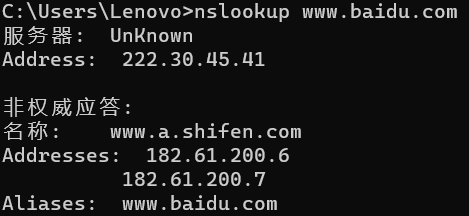 C:\Users\Lenovo>nslookup www.baidu.com
服务器:  UnKnown
Address:  222.30.45.41

非权威应答:
名称:    www.a.shifen.com
Addresses:  182.61.200.6
          182.61.200.7
Aliases:  www.baidu.com